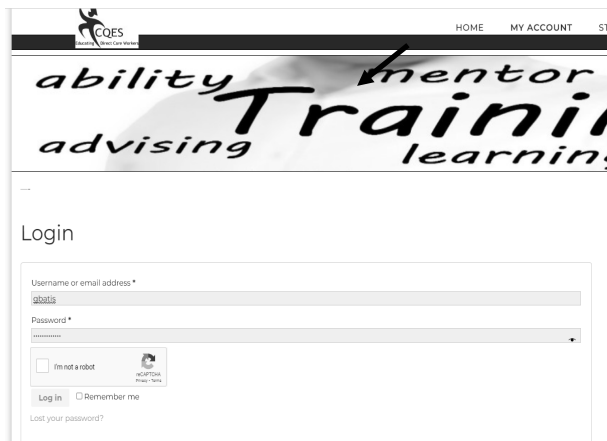 CQES
Educating Direct Care Workers
HOME MY ACCOUNT ST
ability mentor
Traini
advising learning
Login
Username or email address *
gbatis
Password *
•••••••••••••
I'm not a robot
reCAPTCHA
Privacy - Terms
Log in Remember me
Lost your password?